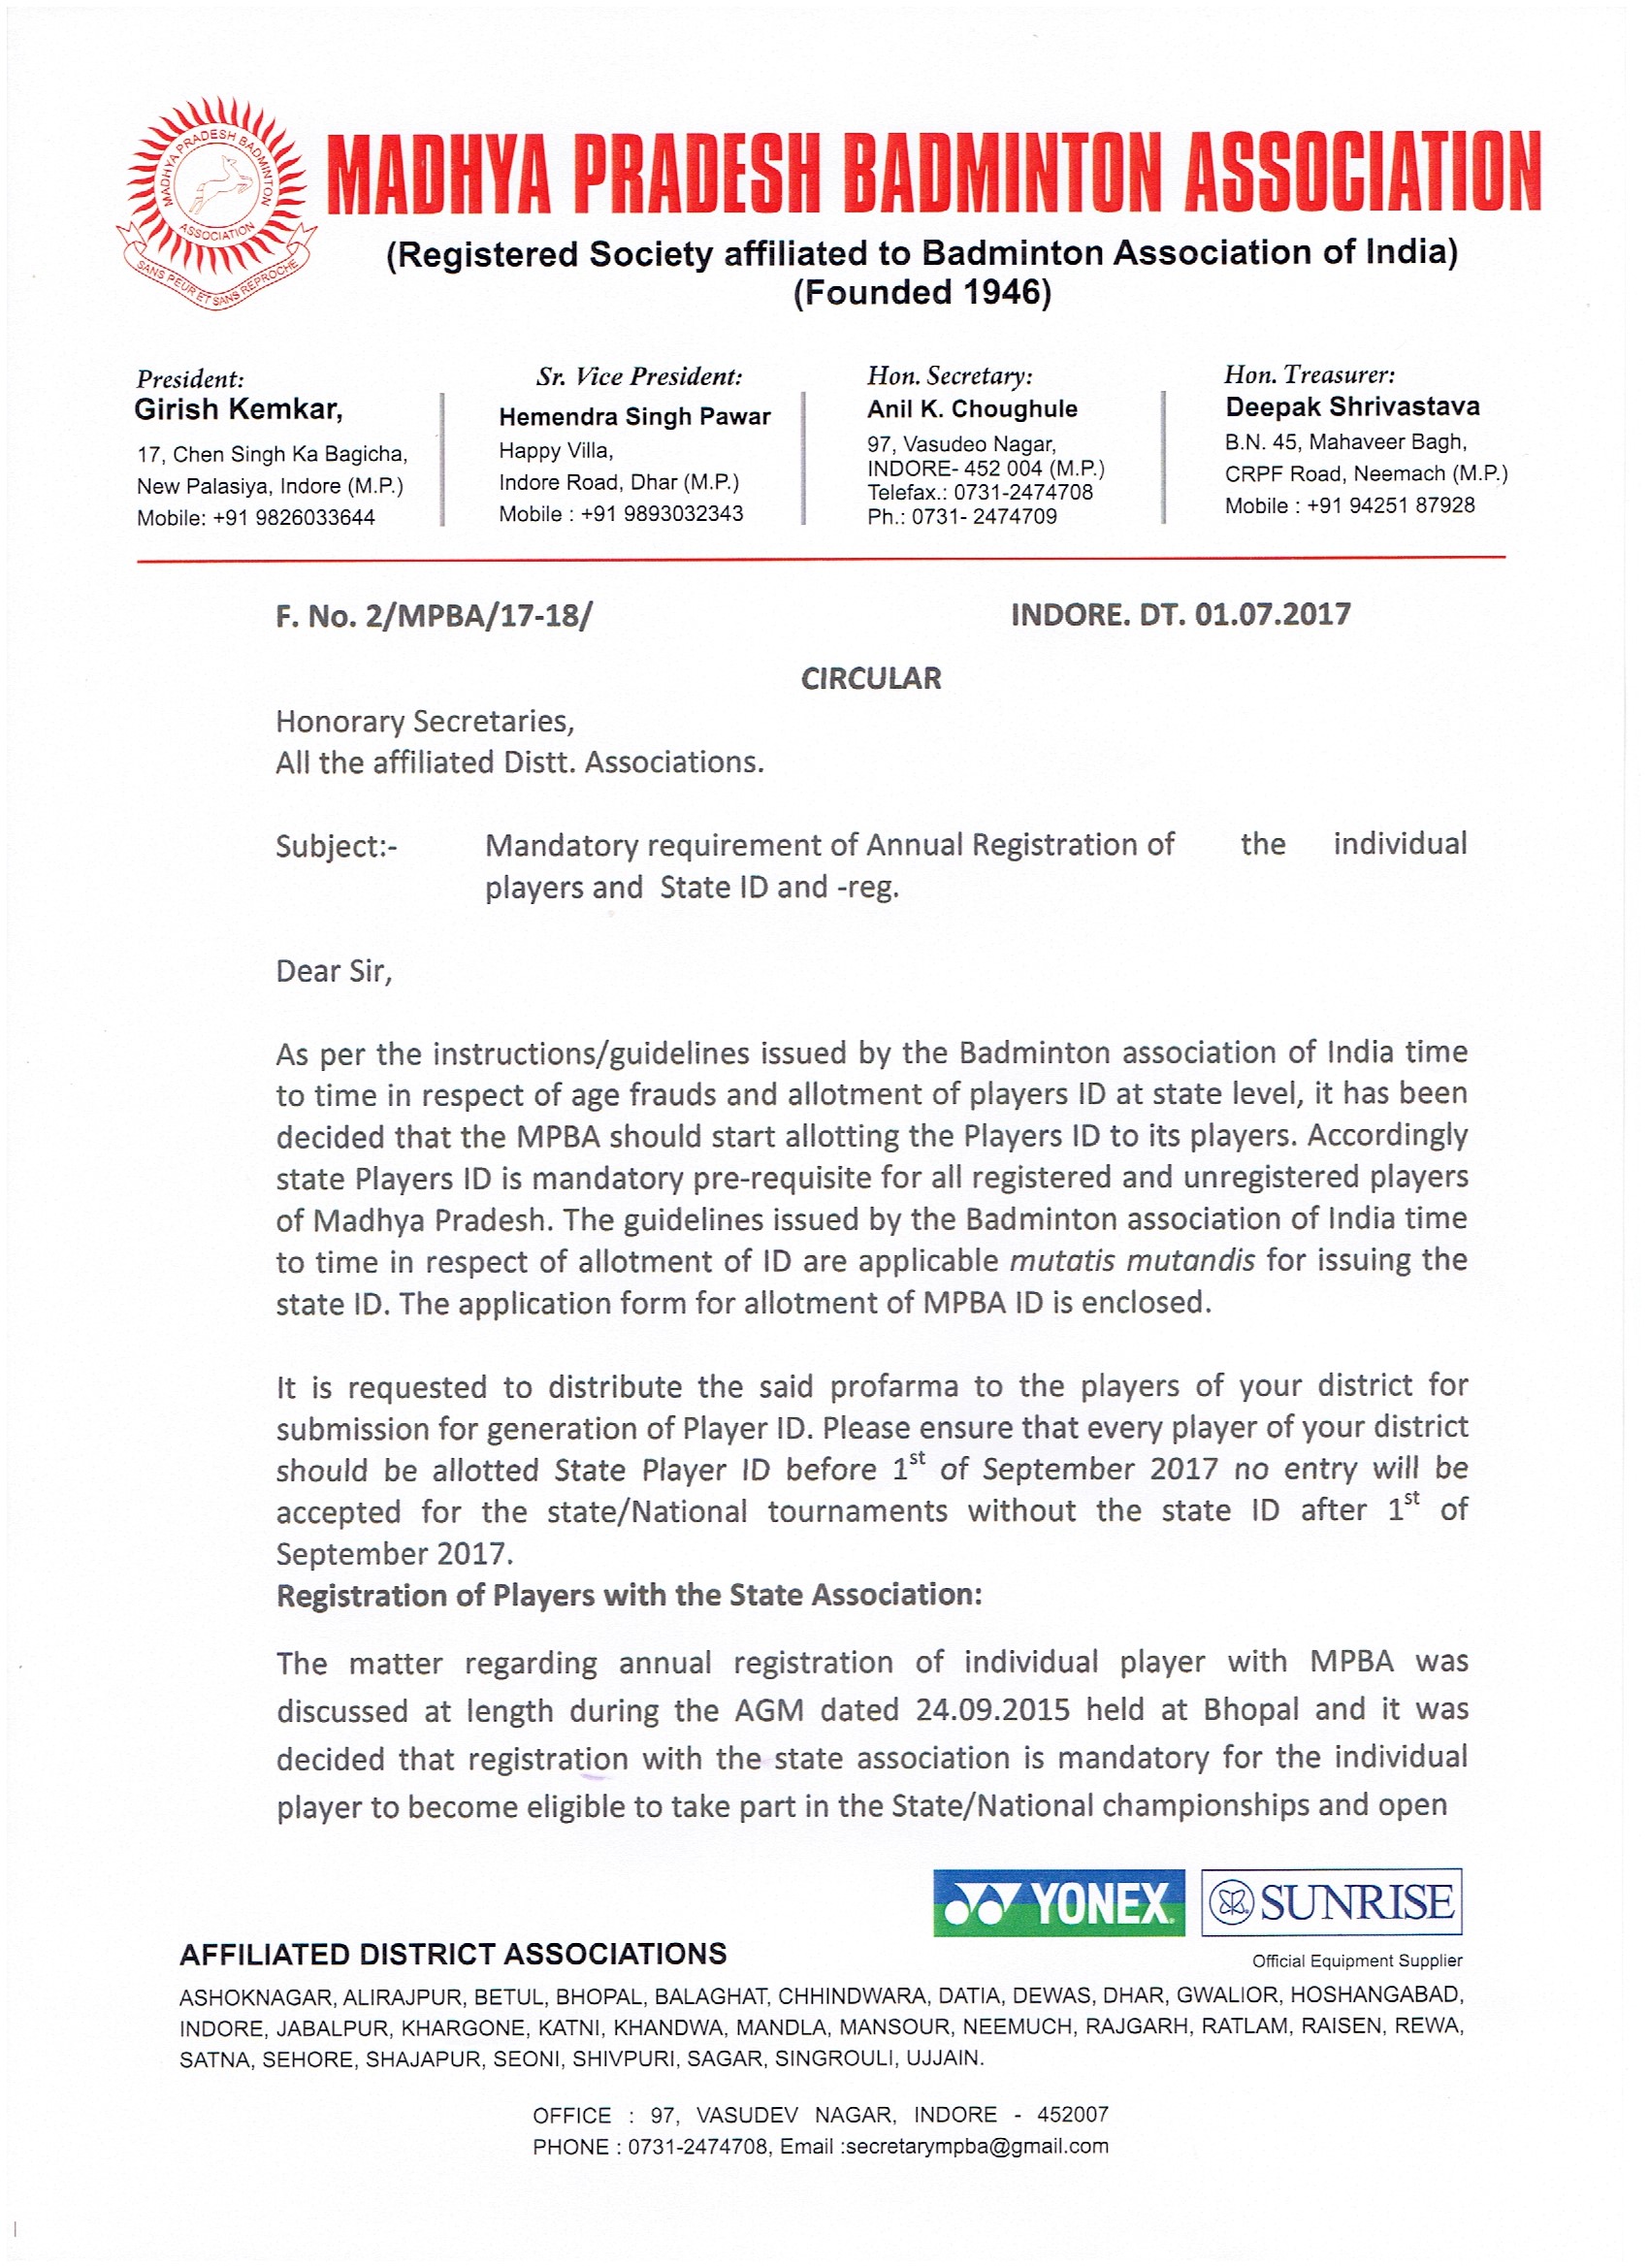 MADHYA PRADESH BADMINTON ASSOCIATION
MADHYA PRADESH BADMINTON
ASSOCIATION
SANS PEUR ET SANS REPROCHE
(Registered Society affiliated to Badminton Association of India)
(Founded 1946)
President:
Girish Kemkar,
17, Chen Singh Ka Bagicha,
New Palasiya, Indore (M.P.)
Mobile: +91 9826033644
Sr. Vice President:
Hemendra Singh Pawar
Happy Villa,
Indore Road, Dhar (M.P.)
Mobile : +91 9893032343
Hon. Secretary:
Anil K. Choughule
97, Vasudeo Nagar,
INDORE- 452 004 (M.P.)
Telefax.: 0731-2474708
Ph.: 0731- 2474709
Hon. Treasurer:
Deepak Shrivastava
B.N. 45, Mahaveer Bagh,
CRPF Road, Neemach (M.P.)
Mobile : +91 94251 87928
F. No. 2/MPBA/17-18/ INDORE. DT. 01.07.2017
CIRCULAR
Honorary Secretaries,
All the affiliated Distt. Associations.
Subject:- Mandatory requirement of Annual Registration of the individual
players and State ID and -reg.
Dear Sir,
As per the instructions/guidelines issued by the Badminton association of India time
to time in respect of age frauds and allotment of players ID at state level, it has been
decided that the MPBA should start allotting the Players ID to its players. Accordingly
state Players ID is mandatory pre-requisite for all registered and unregistered players
of Madhya Pradesh. The guidelines issued by the Badminton association of India time
to time in respect of allotment of ID are applicable mutatis mutandis for issuing the
state ID. The application form for allotment of MPBA ID is enclosed.
It is requested to distribute the said profarma to the players of your district for
submission for generation of Player ID. Please ensure that every player of your district
should be allotted State Player ID before 1st of September 2017 no entry will be
accepted for the state/National tournaments without the state ID after 1st of
September 2017.
Registration of Players with the State Association:
The matter regarding annual registration of individual player with MPBA was
discussed at length during the AGM dated 24.09.2015 held at Bhopal and it was
decided that registration with the state association is mandatory for the individual
player to become eligible to take part in the State/National championships and open
YONEX SUNRISE
Official Equipment Supplier
AFFILIATED DISTRICT ASSOCIATIONS
ASHOKNAGAR, ALIRAJPUR, BETUL, BHOPAL, BALAGHAT, CHHINDWARA, DATIA, DEWAS, DHAR, GWALIOR, HOSHANGABAD,
INDORE, JABALPUR, KHARGONE, KATNI, KHANDWA, MANDLA, MANSOUR, NEEMUCH, RAJGARH, RATLAM, RAISEN, REWA,
SATNA, SEHORE, SHAJAPUR, SEONI, SHIVPURI, SAGAR, SINGROULI, UJJAIN.
OFFICE : 97, VASUDEV NAGAR, INDORE - 452007
PHONE : 0731-2474708, Email :secretarympba@gmail.com